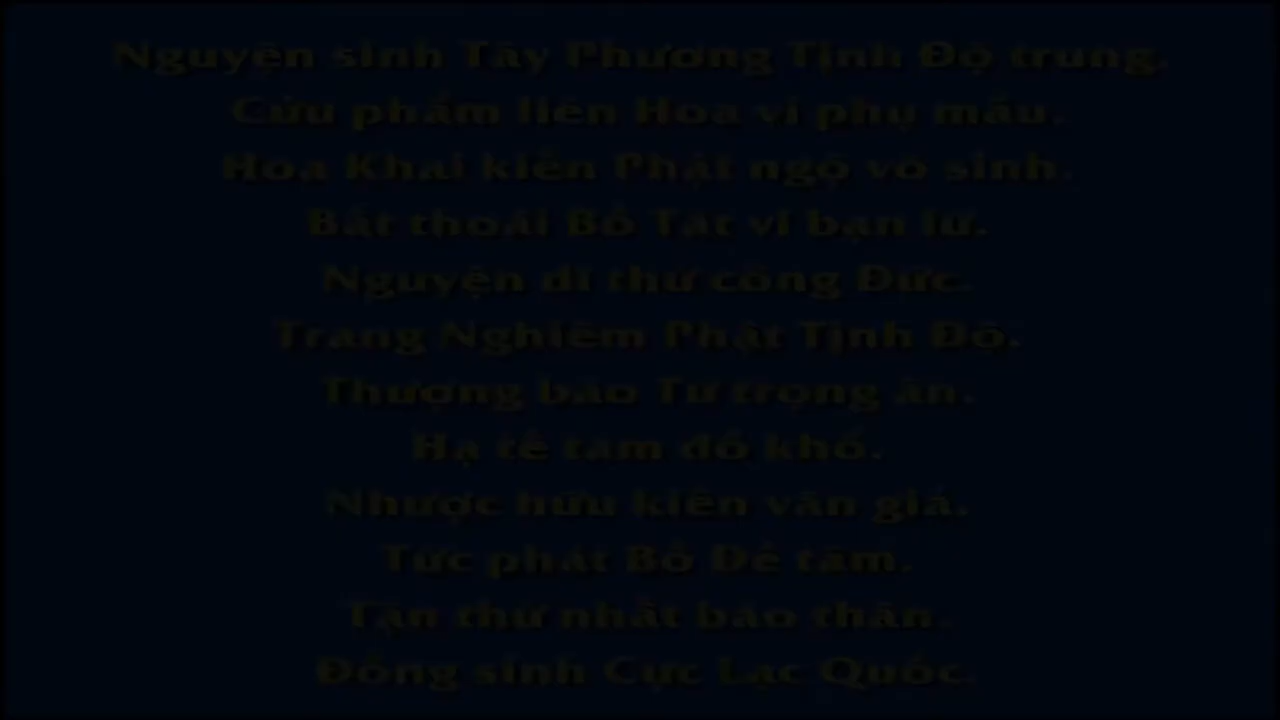 Nguyện sinh Tây Phương Tịnh Độ trung,
Cửu phẩm liên Hoa vi phụ mẫu.
Hoa Khai kiến Phật ngộ vô sinh.
Bất thoái Bồ Tát vi bạn lữ.
Nguyện dĩ thử công Đức.
Trang Nghiêm Phật Tịnh Độ.
Thượng báo Tứ trọng ân.
Hạ tế tam đồ khổ.
Nhược hữu kiến văn giả.
Tức phát Bồ Đề tâm.
Tận thử nhất báo thân.
Đồng sinh Cực Lạc Quốc.